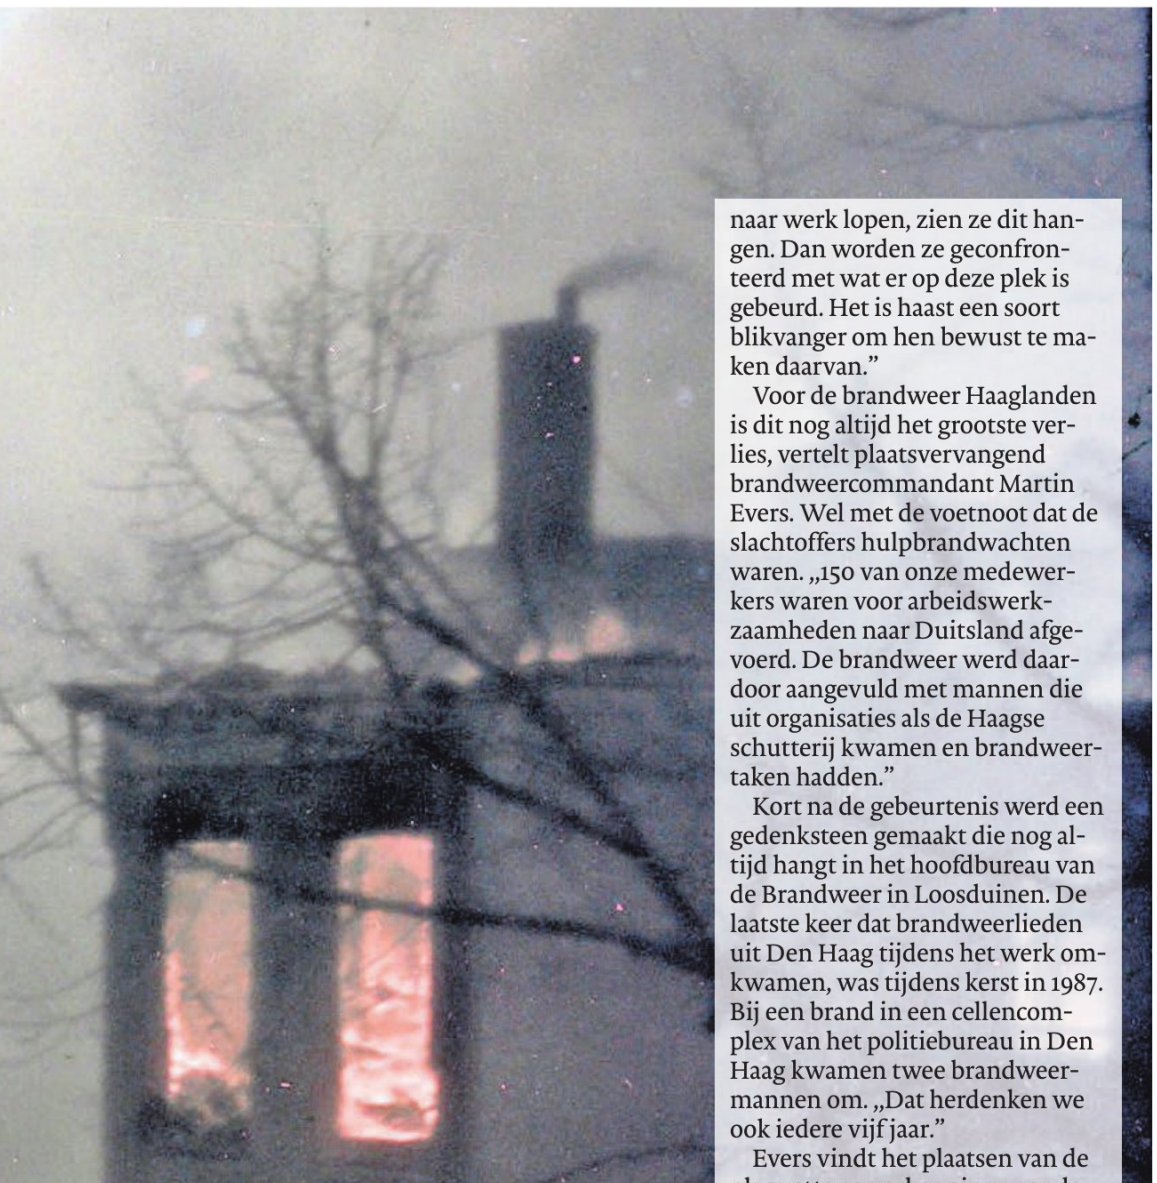 naar werk lopen, zien ze dit han-
gen. Dan worden ze geconfron-
teerd met wat er op deze plek is
gebeurd. Het is haast een soort
blikvanger om hen bewust te ma-
ken daarvan.”
Voor de brandweer Haaglanden
is dit nog altijd het grootste ver-
lies, vertelt plaatsvervangend
brandweercommandant Martin
Evers. Wel met de voetnoot dat de
slachtoffers hulpbrandwachten
waren. „150 van onze medewer-
kers waren voor arbeidswerk-
zaamheden naar Duitsland afge-
voerd. De brandweer werd daar-
door aangevuld met mannen die
uit organisaties als de Haagse
schutterij kwamen en brandweer-
taken hadden.”
Kort na de gebeurtenis werd een
gedenksteen gemaakt die nog al-
tijd hangt in het hoofdbureau van
de Brandweer in Loosduinen. De
laatste keer dat brandweerlieden
uit Den Haag tijdens het werk om-
kwamen, was tijdens kerst in 1987.
Bij een brand in een cellencom-
plex van het politiebureau in Den
Haag kwamen twee brandweer-
mannen om. „Dat herdenken we
ook iedere vijf jaar.”
Evers vindt het plaatsen van de